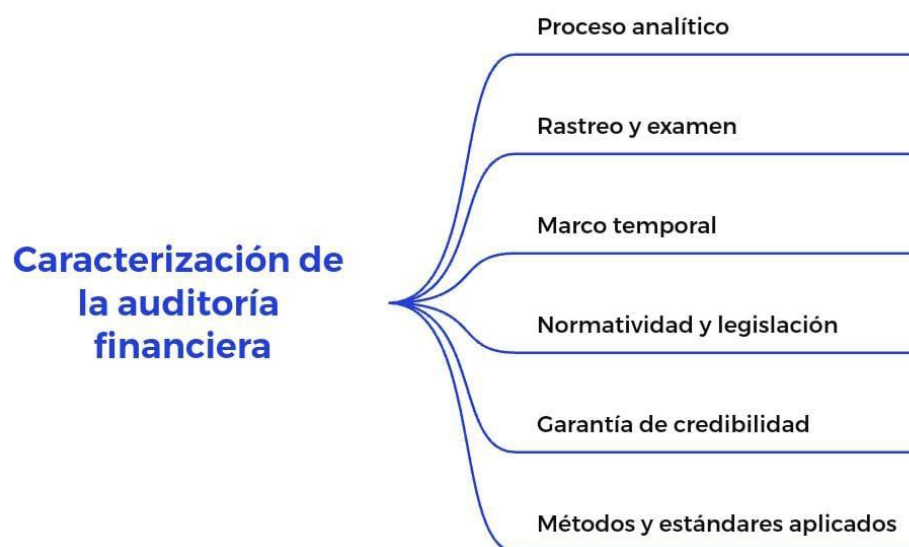 Caracterización de
la auditoría
financiera
Proceso analítico
Rastreo y examen
Marco temporal
Normatividad y legislación
Garantía de credibilidad
Métodos y estándares aplicados